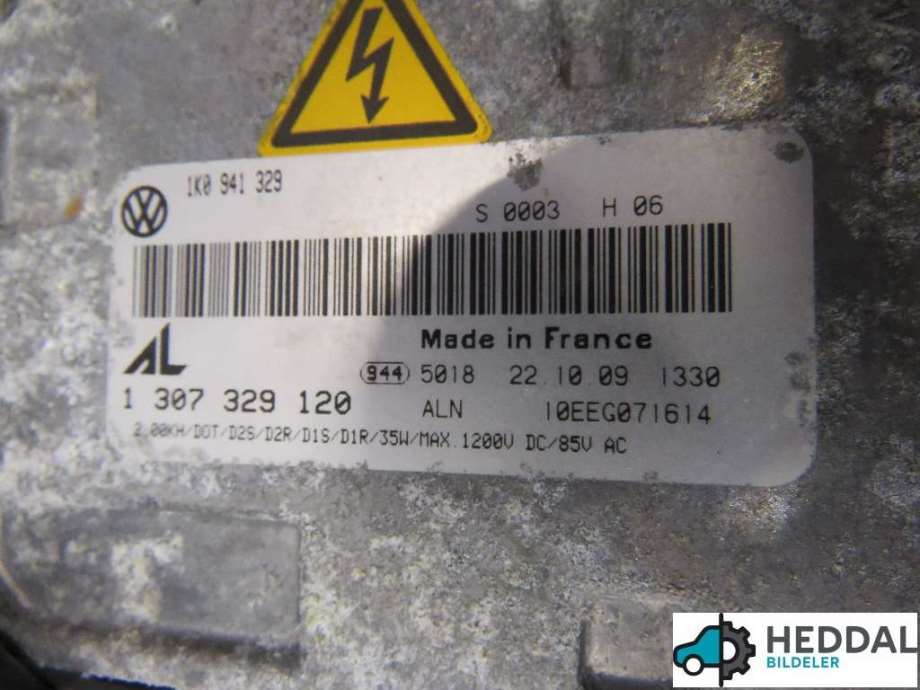 1K0 941 329
S 0003 H 06
AL
Made in France
944 5018 22.10.09 1330
1 307 329 120 ALN 10EEG071614
2.00KH/DOT/D2S/D2R/D1S/D1R/35W/MAX.1200V DC/85V AC
HEDDAL
BILDELER